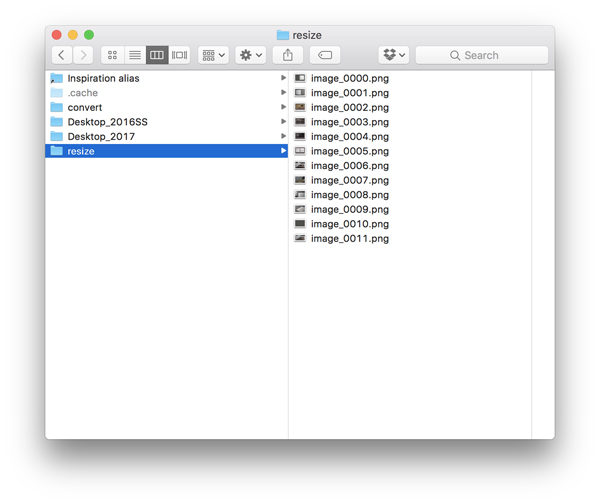 resize
Search
Inspiration alias
.cache
convert
Desktop_2016SS
Desktop_2017
resize
image_0000.png
image_0001.png
image_0002.png
image_0003.png
image_0004.png
image_0005.png
image_0006.png
image_0007.png
image_0008.png
image_0009.png
image_0010.png
image_0011.png